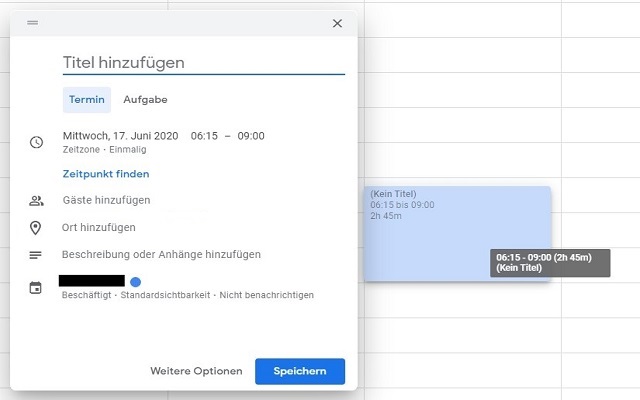 Titel hinzufügen
Termin Aufgabe
Mittwoch, 17. Juni 2020 06:15 – 09:00
Zeitzone · Einmalig
Zeitpunkt finden
Gäste hinzufügen
Ort hinzufügen
Beschreibung oder Anhänge hinzufügen
Beschäftigt · Standardsichtbarkeit · Nicht benachrichtigen
Weitere Optionen Speichern
(Kein Titel)
06:15 bis 09:00
2h 45m
06:15 - 09:00 (2h 45m)
(Kein Titel)